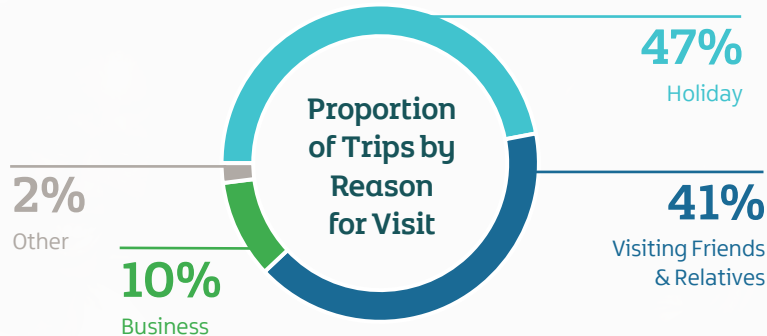 Proportion
of Trips by
Reason
for Visit
47%
Holiday
41%
Visiting Friends
& Relatives
10%
Business
2%
Other